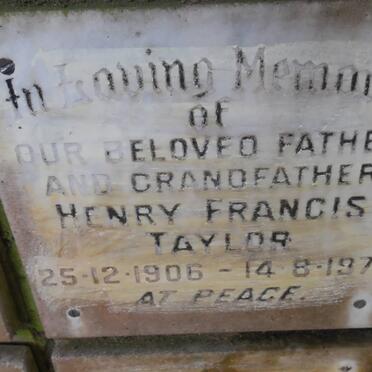 In Loving Memor
of
OUR BELOVED FATHE
AND GRANDFATHER
HENRY FRANCIS
TAYLOR
25-12-1906 - 14-8-197
AT PEACE.